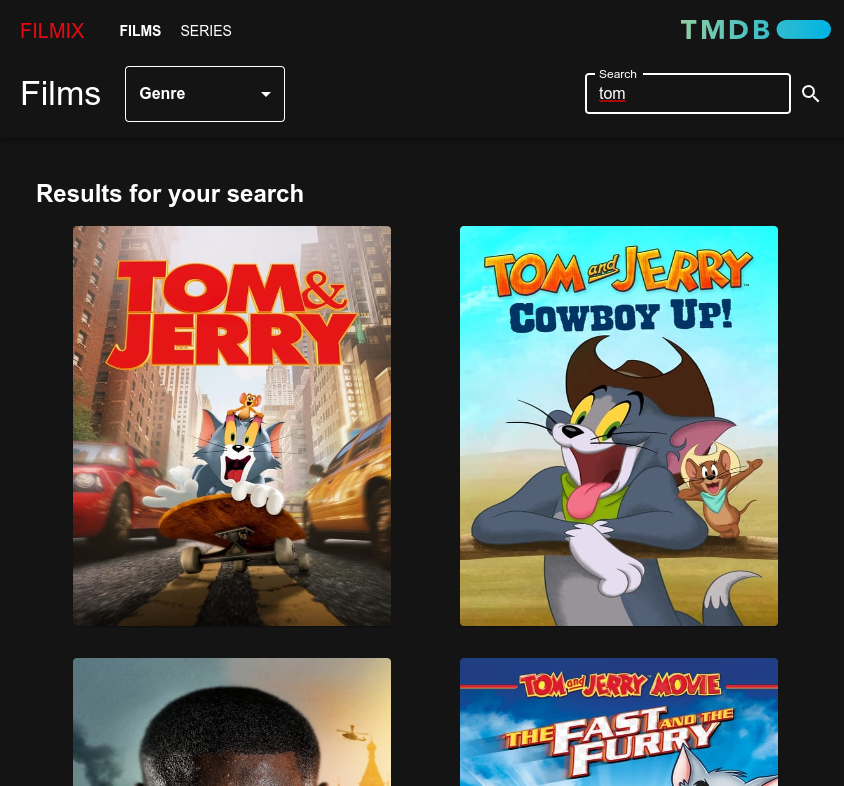 FILMIX FILMS SERIES TMDB
Films Genre Search
tom
Results for your search
TOM &
JERRY
TOM and JERRY
COWBOY UP!
TOM and JERRY MOVIE
THE FAST AND THE
FURRY